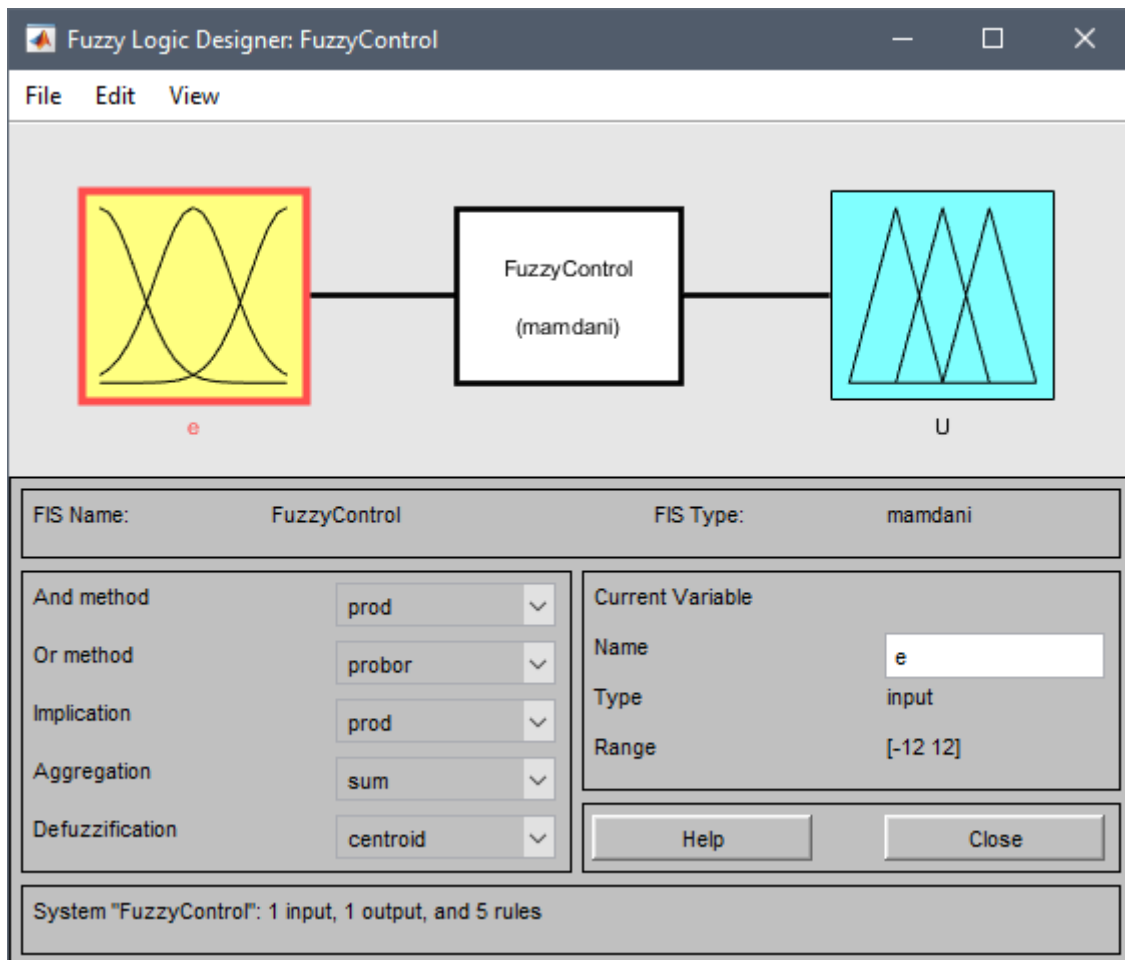 Fuzzy Logic Designer: FuzzyControl
File Edit View
FuzzyControl
(mamdani)
e
U
FIS Name: FuzzyControl FIS Type: mamdani
And method prod
Or method probor
Implication prod
Aggregation sum
Defuzzification centroid
Current Variable
Name e
Type input
Range [-12 12]
Help Close
System "FuzzyControl": 1 input, 1 output, and 5 rules